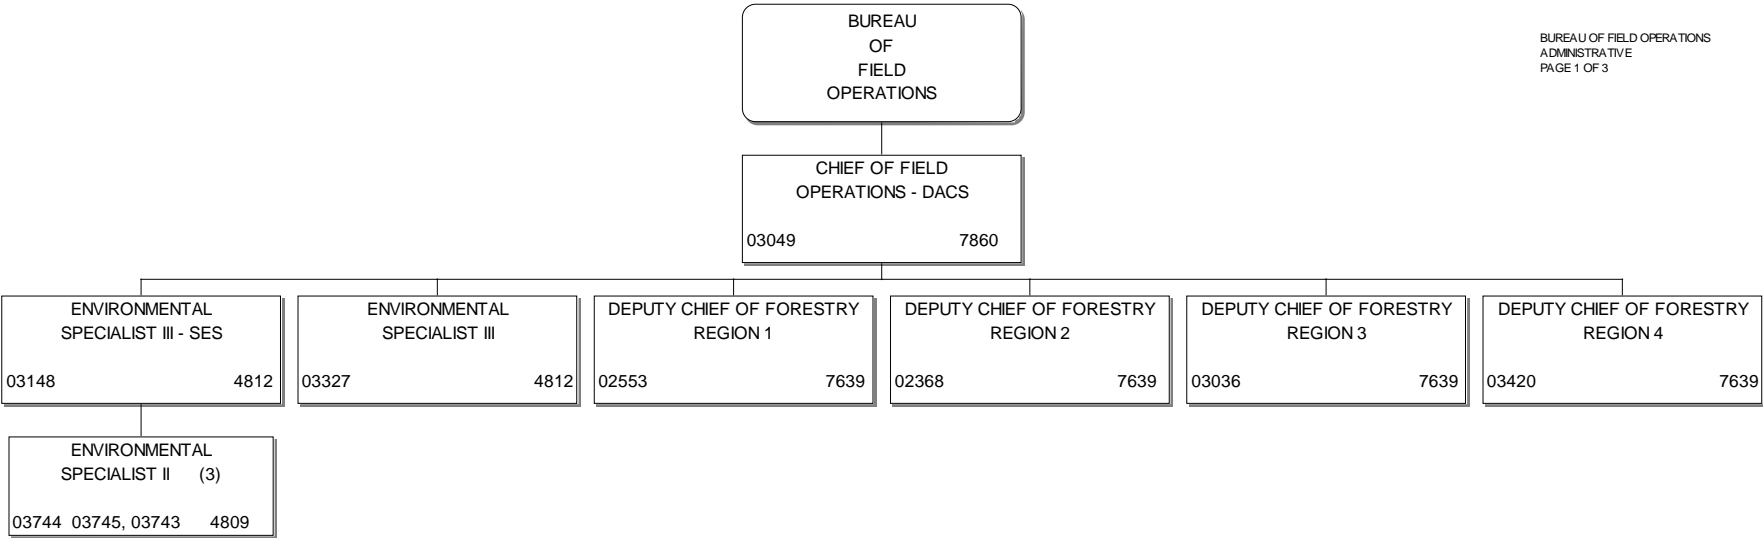 BUREAU
OF
FIELD
OPERATIONS
BUREAU OF FIELD OPERATIONS
ADMINISTRATIVE
PAGE 1 OF 3
CHIEF OF FIELD
OPERATIONS - DACS
03049 7860
ENVIRONMENTAL
SPECIALIST III - SES
03148 4812
ENVIRONMENTAL
SPECIALIST III
03327 4812
DEPUTY CHIEF OF FORESTRY
REGION 1
02553 7639
DEPUTY CHIEF OF FORESTRY
REGION 2
02368 7639
DEPUTY CHIEF OF FORESTRY
REGION 3
03036 7639
DEPUTY CHIEF OF FORESTRY
REGION 4
03420 7639
ENVIRONMENTAL
SPECIALIST II (3)
03744 03745, 03743 4809